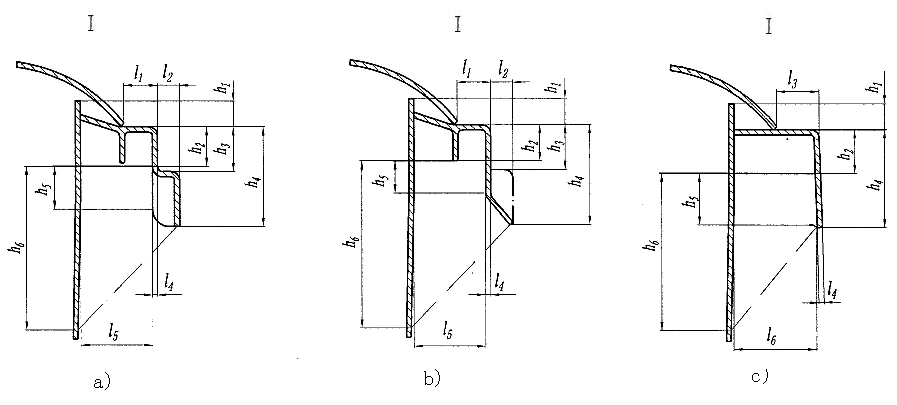 I I I
l₁ l₂ h₁ l₁ l₂ h₁ l₃ h₁
h₂ h₃ h₄ h₂ h₃ h₄ h₂ h₄
h₅ h₆ h₅ h₆ h₅ h₆
l₄ l₄ l₄
l₅ l₅ l₆
a) b) c)